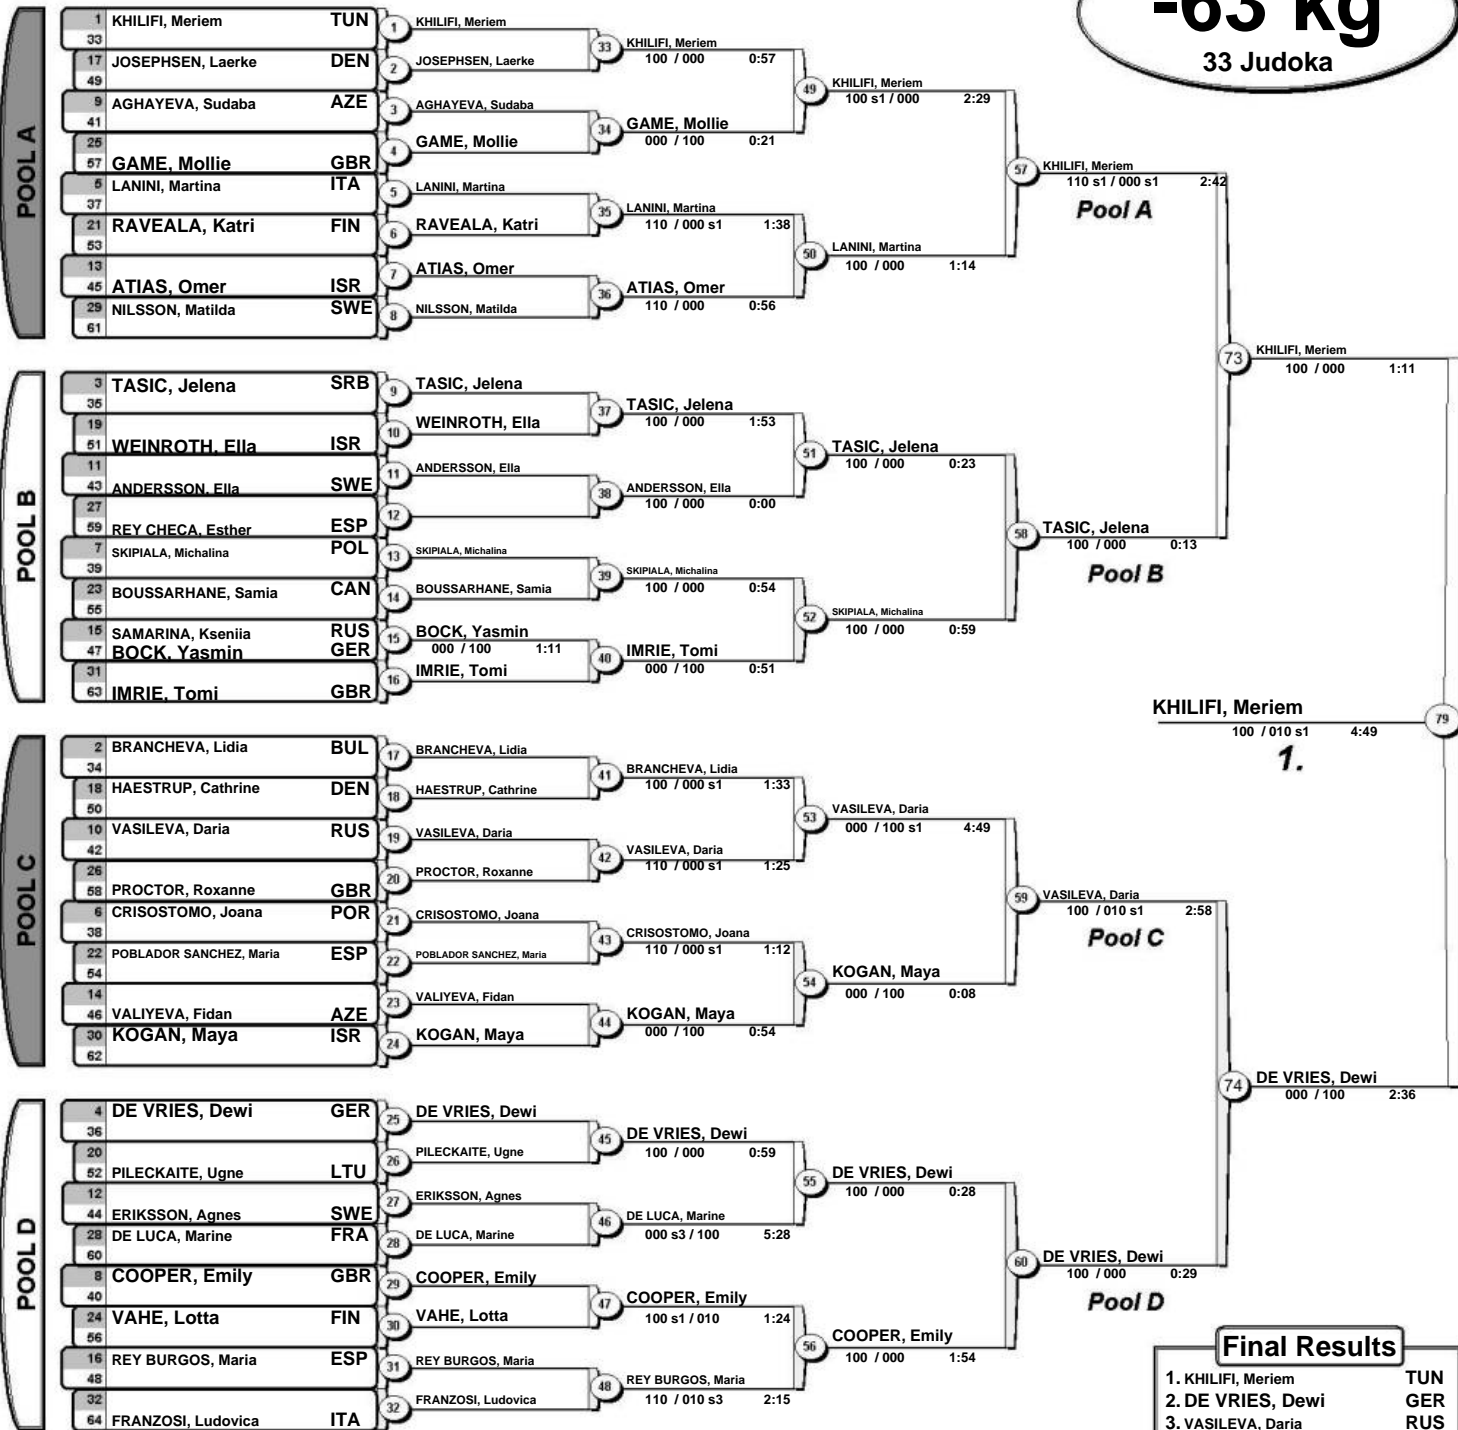 -63 kg
33 Judoka
POOL A
1 KHILIFI, Meriem TUN
33
17 JOSEPHSEN, Laerke DEN
49
9 AGHAYEVA, Sudaba AZE
41
25
57 GAME, Mollie GBR
5 LANINI, Martina ITA
37
21 RAVEALA, Katri FIN
53
13
45 ATIAS, Omer ISR
29 NILSSON, Matilda SWE
61
1 KHILIFI, Meriem
2 JOSEPHSEN, Laerke
3 AGHAYEVA, Sudaba
4 GAME, Mollie
5 LANINI, Martina
6 RAVEALA, Katri
7 ATIAS, Omer
8 NILSSON, Matilda
33 KHILIFI, Meriem
100 / 000 0:57
34 GAME, Mollie
000 / 100 0:21
35 LANINI, Martina
110 / 000 s1 1:38
36 ATIAS, Omer
110 / 000 0:56
49 KHILIFI, Meriem
100 s1 / 000 2:29
50 LANINI, Martina
100 / 000 1:14
57 KHILIFI, Meriem
110 s1 / 000 s1 2:42
Pool A
POOL B
3 TASIC, Jelena SRB
35
19
51 WEINROTH, Ella ISR
11
43 ANDERSSON, Ella SWE
27
59 REY CHECA, Esther ESP
7 SKIPIALA, Michalina POL
39
23 BOUSSARHANE, Samia CAN
55
15 SAMARINA, Kseniia RUS
47 BOCK, Yasmin GER
31
63 IMRIE, Tomi GBR
9 TASIC, Jelena
10 WEINROTH, Ella
11 ANDERSSON, Ella
12
13 SKIPIALA, Michalina
14 BOUSSARHANE, Samia
15 BOCK, Yasmin
000 / 100 1:11
16 IMRIE, Tomi
37 TASIC, Jelena
100 / 000 1:53
38 ANDERSSON, Ella
100 / 000 0:00
39 SKIPIALA, Michalina
100 / 000 0:54
40 IMRIE, Tomi
000 / 100 0:51
51 TASIC, Jelena
100 / 000 0:23
52 SKIPIALA, Michalina
100 / 000 0:59
58 TASIC, Jelena
100 / 000 0:13
Pool B
73 KHILIFI, Meriem
100 / 000 1:11
KHILIFI, Meriem 79
100 / 010 s1 4:49
1.
POOL C
2 BRANCHEVA, Lidia BUL
34
18 HAESTRUP, Cathrine DEN
50
10 VASILEVA, Daria RUS
42
26
58 PROCTOR, Roxanne GBR
6 CRISOSTOMO, Joana POR
38
22 POBLADOR SANCHEZ, Maria ESP
54
14
46 VALIYEVA, Fidan AZE
30 KOGAN, Maya ISR
62
17 BRANCHEVA, Lidia
18 HAESTRUP, Cathrine
19 VASILEVA, Daria
20 PROCTOR, Roxanne
21 CRISOSTOMO, Joana
22 POBLADOR SANCHEZ, Maria
23 VALIYEVA, Fidan
24 KOGAN, Maya
41 BRANCHEVA, Lidia
100 / 000 s1 1:33
42 VASILEVA, Daria
110 / 000 s1 1:25
43 CRISOSTOMO, Joana
110 / 000 s1 1:12
44 KOGAN, Maya
000 / 100 0:54
53 VASILEVA, Daria
000 / 100 s1 4:49
54 KOGAN, Maya
000 / 100 0:08
59 VASILEVA, Daria
100 / 010 s1 2:58
Pool C
POOL D
4 DE VRIES, Dewi GER
36
20
52 PILECKAITE, Ugne LTU
12
44 ERIKSSON, Agnes SWE
28 DE LUCA, Marine FRA
60
8 COOPER, Emily GBR
40
24 VAHE, Lotta FIN
56
16 REY BURGOS, Maria ESP
48
32
64 FRANZOSI, Ludovica ITA
25 DE VRIES, Dewi
26 PILECKAITE, Ugne
27 ERIKSSON, Agnes
28 DE LUCA, Marine
29 COOPER, Emily
30 VAHE, Lotta
31 REY BURGOS, Maria
32 FRANZOSI, Ludovica
45 DE VRIES, Dewi
100 / 000 0:59
46 DE LUCA, Marine
000 s3 / 100 5:28
47 COOPER, Emily
100 s1 / 010 1:24
48 REY BURGOS, Maria
110 / 010 s3 2:15
55 DE VRIES, Dewi
100 / 000 0:28
56 COOPER, Emily
100 / 000 1:54
60 DE VRIES, Dewi
100 / 000 0:29
Pool D
74 DE VRIES, Dewi
000 / 100 2:36
Final Results
1. KHILIFI, Meriem TUN
2. DE VRIES, Dewi GER
3. VASILEVA, Daria RUS